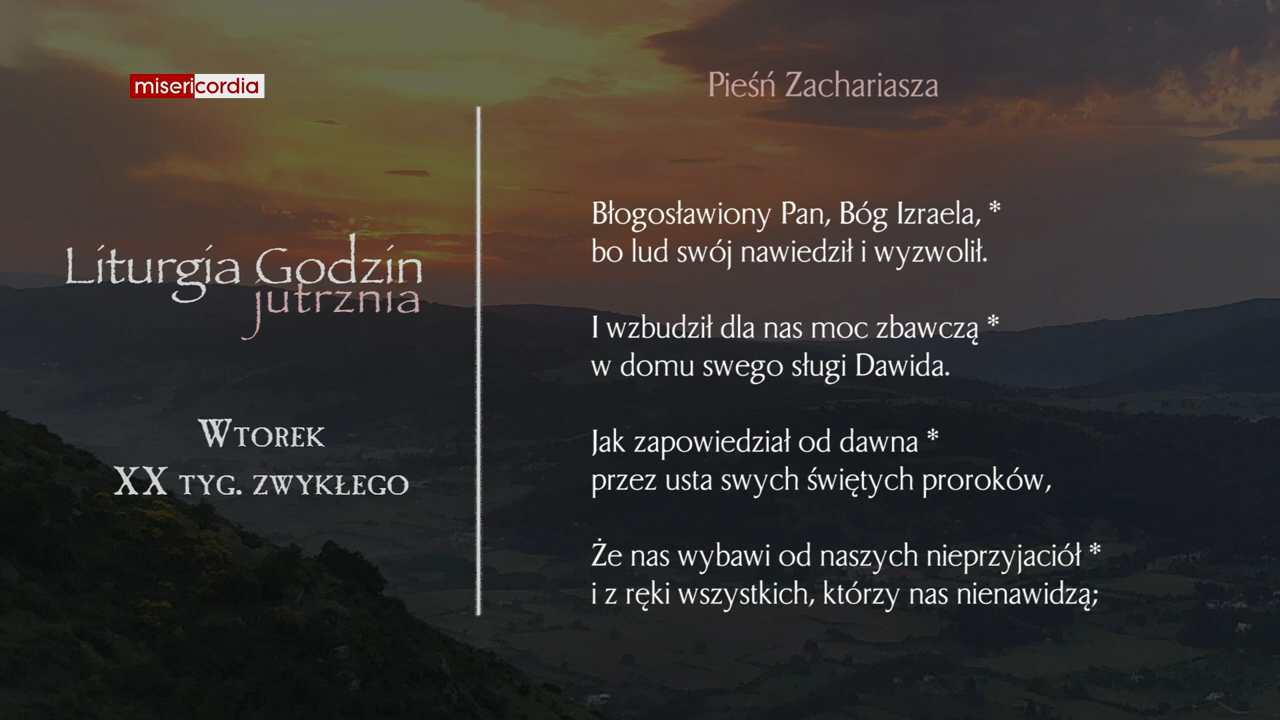 misericordia
Liturgia Godzin
jutrznia
Wtorek
XX tyg. zwykłego
Pieśń Zachariasza
Błogosławiony Pan, Bóg Izraela, *
bo lud swój nawiedził i wyzwolił.
I wzbudził dla nas moc zbawczą *
w domu swego sługi Dawida.
Jak zapowiedział od dawna *
przez usta swych świętych proroków,
Że nas wybawi od naszych nieprzyjaciół *
i z ręki wszystkich, którzy nas nienawidzą;